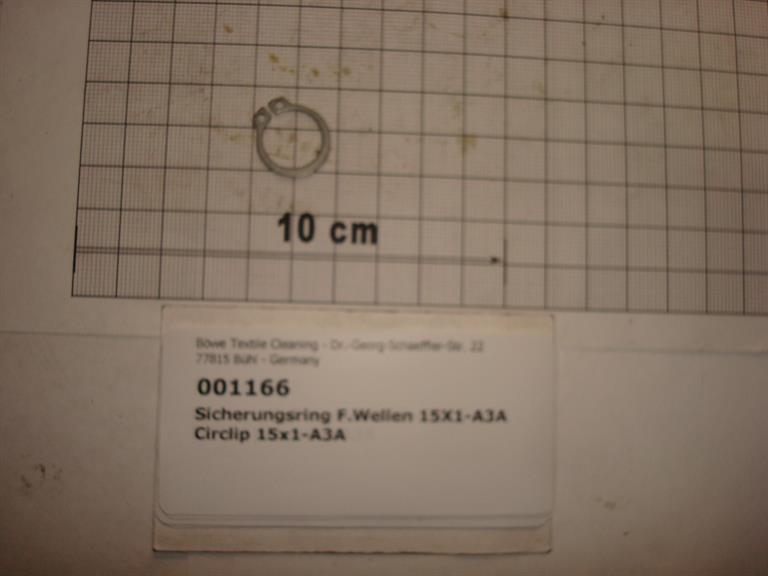 10 cm
Böwe Textile Cleaning - Dr.-Georg-Schaeffler-Str. 22
77815 Bühl - Germany
001166
Sicherungsring F.Wellen 15X1-A3A
Circlip 15x1-A3A